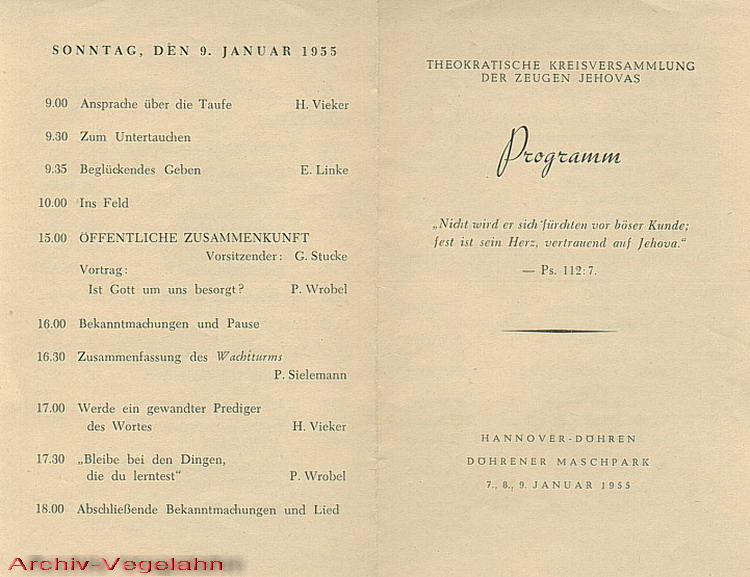 SONNTAG, DEN 9. JANUAR 1955
9.00 Ansprache über die Taufe H. Vieker
9.30 Zum Untertauchen
9.35 Beglückendes Geben E. Linke
10.00 Ins Feld
15.00 ÖFFENTLICHE ZUSAMMENKUNFT
Vorsitzender: G. Stucke
Vortrag:
Ist Gott um uns besorgt? P. Wrobel
16.00 Bekanntmachungen und Pause
16.30 Zusammenfassung des Wachtturms
P. Sielemann
17.00 Werde ein gewandter Prediger
des Wortes H. Vieker
17.30 „Bleibe bei den Dingen,
die du lerntest“ P. Wrobel
18.00 Abschließende Bekanntmachungen und Lied
THEOKRATISCHE KREISVERSAMMLUNG
DER ZEUGEN JEHOVAS
Programm
„Nicht wird er sich fürchten vor böser Kunde;
fest ist sein Herz, vertrauend auf Jehova.“
— Ps. 112:7.
HANNOVER-DÖHREN
DÖHRENER MASCHPARK
7., 8., 9. JANUAR 1955
Archiv-Vegelahn